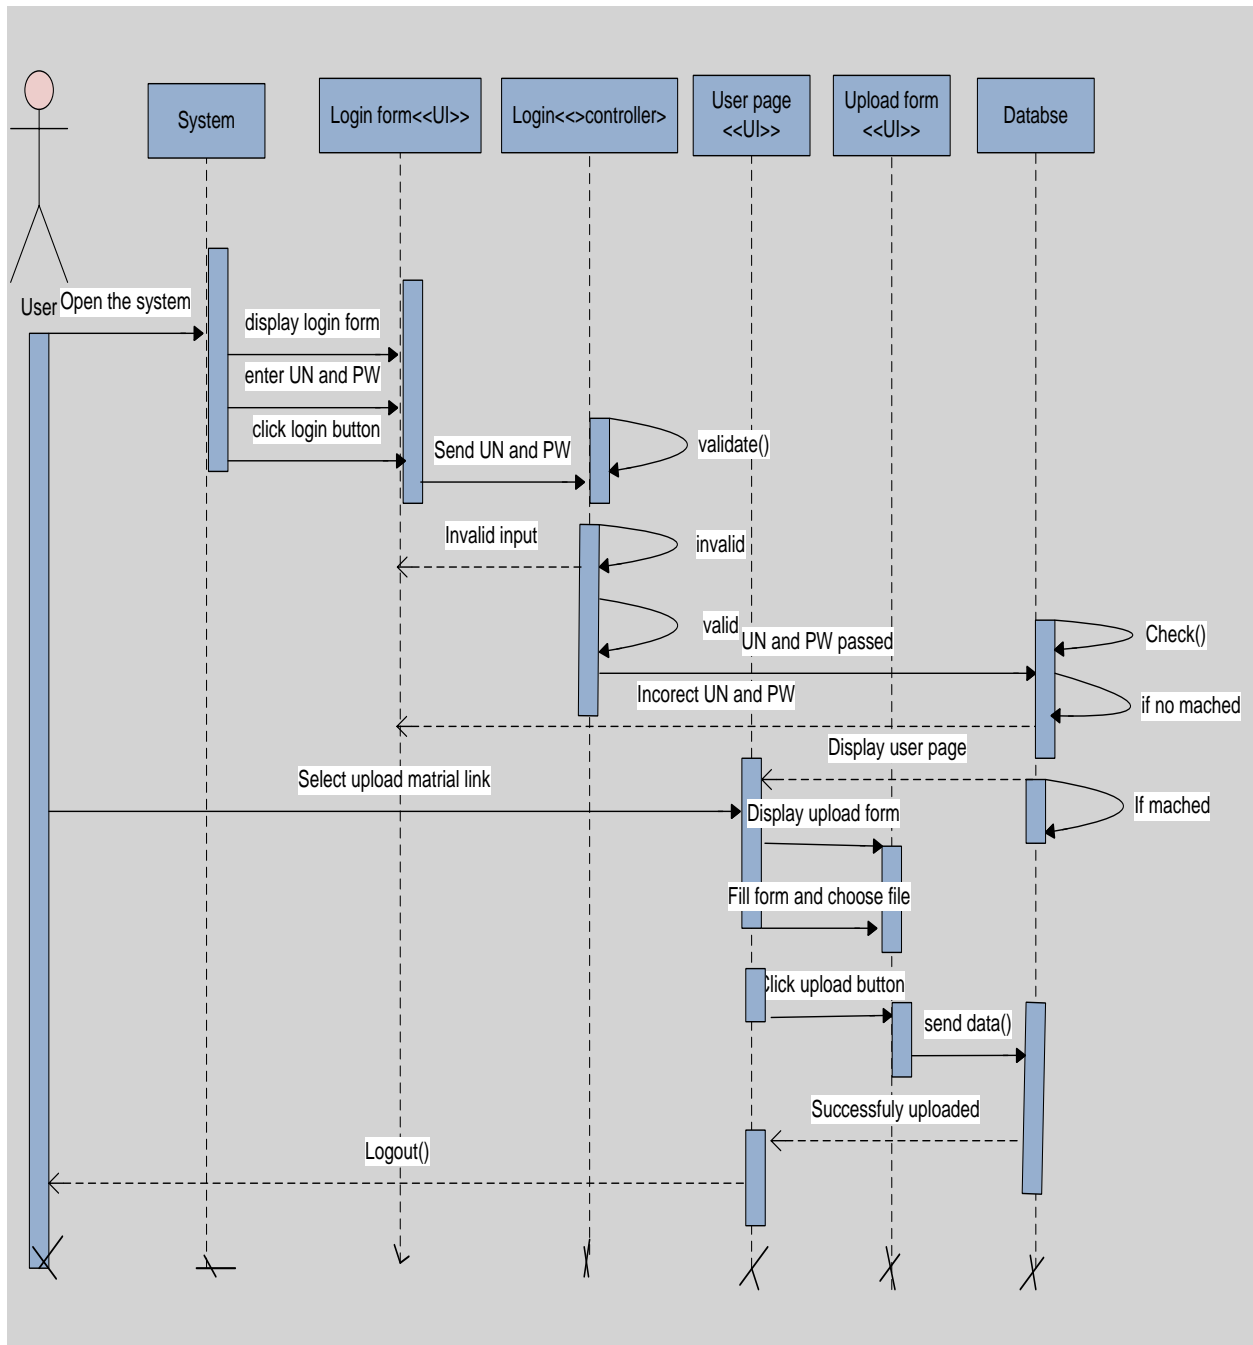 System
Login form<<UI>>
Login<<>controller>
User page
<<UI>>
Upload form
<<UI>>
Databse
User
Open the system
display login form
enter UN and PW
click login button
Send UN and PW
validate()
Invalid input
invalid
valid
UN and PW passed
Check()
Incorect UN and PW
if no mached
Display user page
Select upload matrial link
If mached
Display upload form
Fill form and choose file
Click upload button
send data()
Successfuly uploaded
Logout()